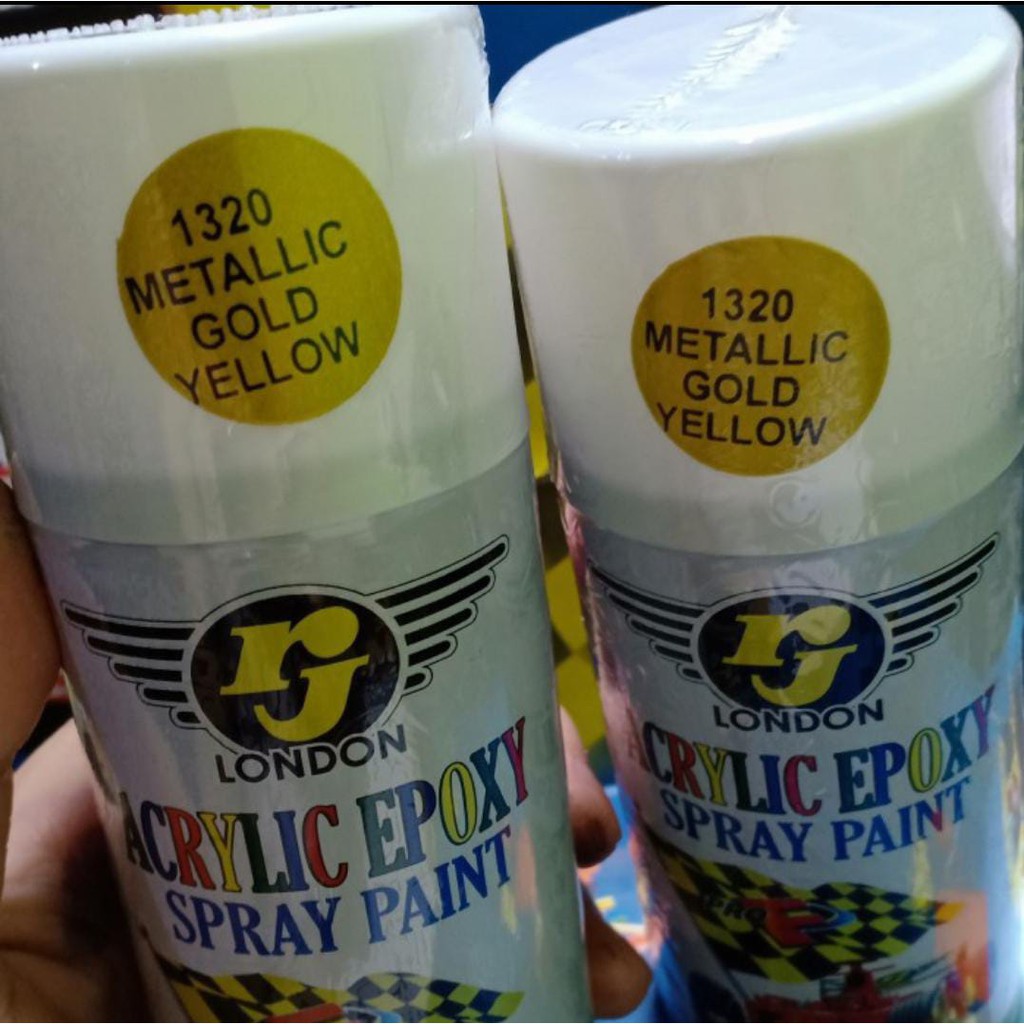 1320
METALLIC
GOLD
YELLOW
rJ
LONDON
ACRYLIC EPOXY
SPRAY PAINT
1320
METALLIC
GOLD
YELLOW
rJ
LONDON
ACRYLIC EPOXY
SPRAY PAINT